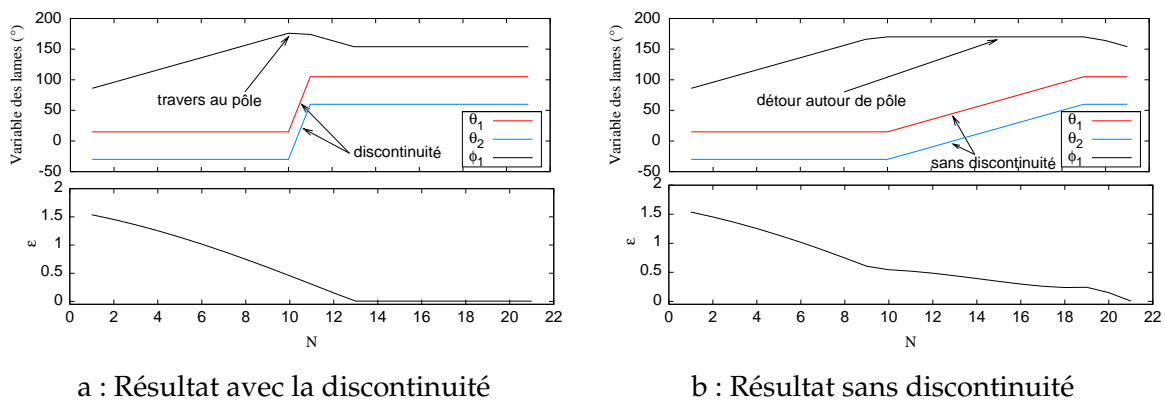 200
150
100
50
0
-50
Variable des lames (°)
travers au pôle
discontinuité
θ1
θ2
ϕ1
2
1.5
1
0.5
0
ε
0 2 4 6 8 10 12 14 16 18 20 22
N
a : Résultat avec la discontinuité
200
150
100
50
0
-50
Variable des lames (°)
détour autour de pôle
sans discontinuité
θ1
θ2
ϕ1
2
1.5
1
0.5
0
ε
0 2 4 6 8 10 12 14 16 18 20 22
N
b : Résultat sans discontinuité